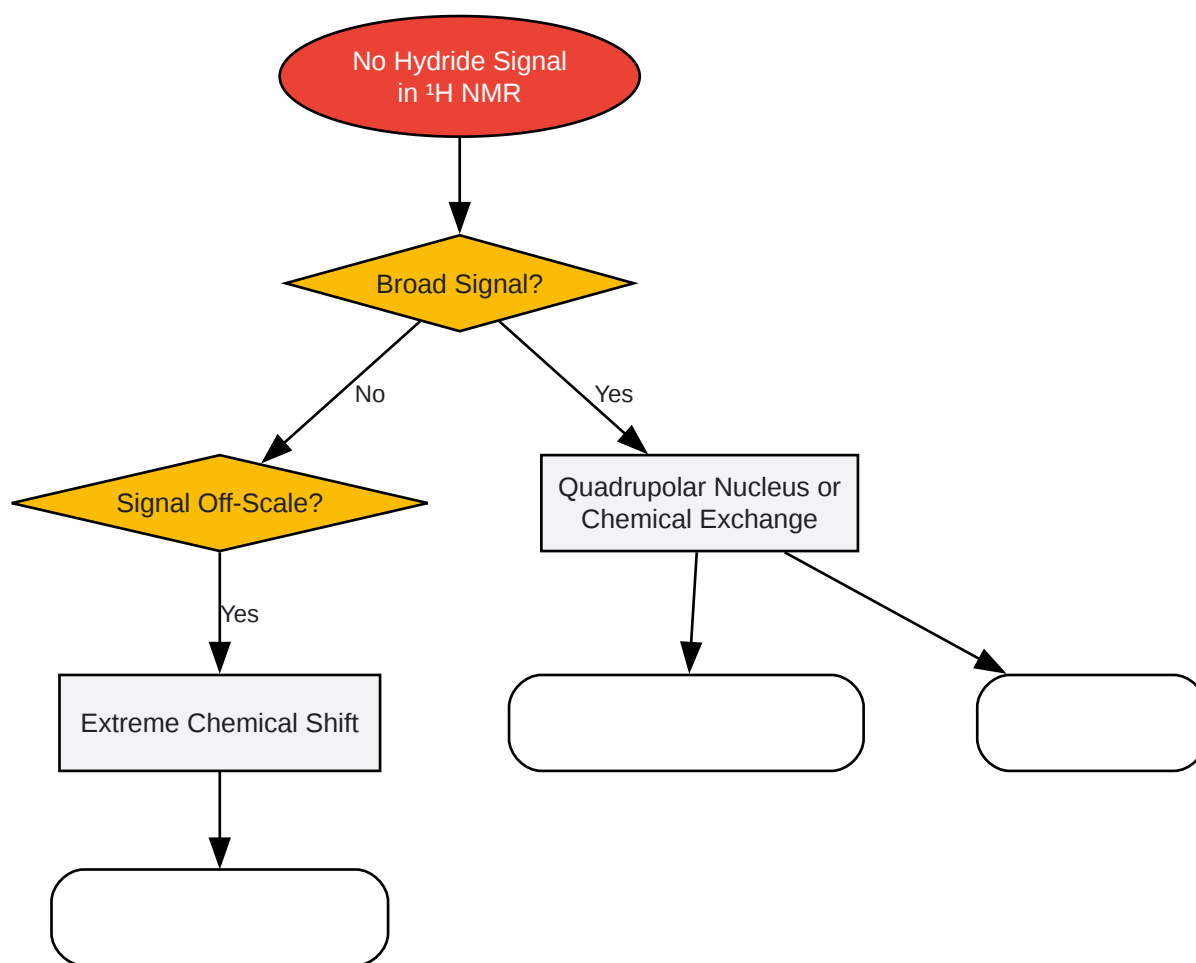 No Hydride Signal
in ¹H NMR
Broad Signal?
No
Yes
Signal Off-Scale?
Quadrupolar Nucleus or
Chemical Exchange
Yes
Extreme Chemical Shift